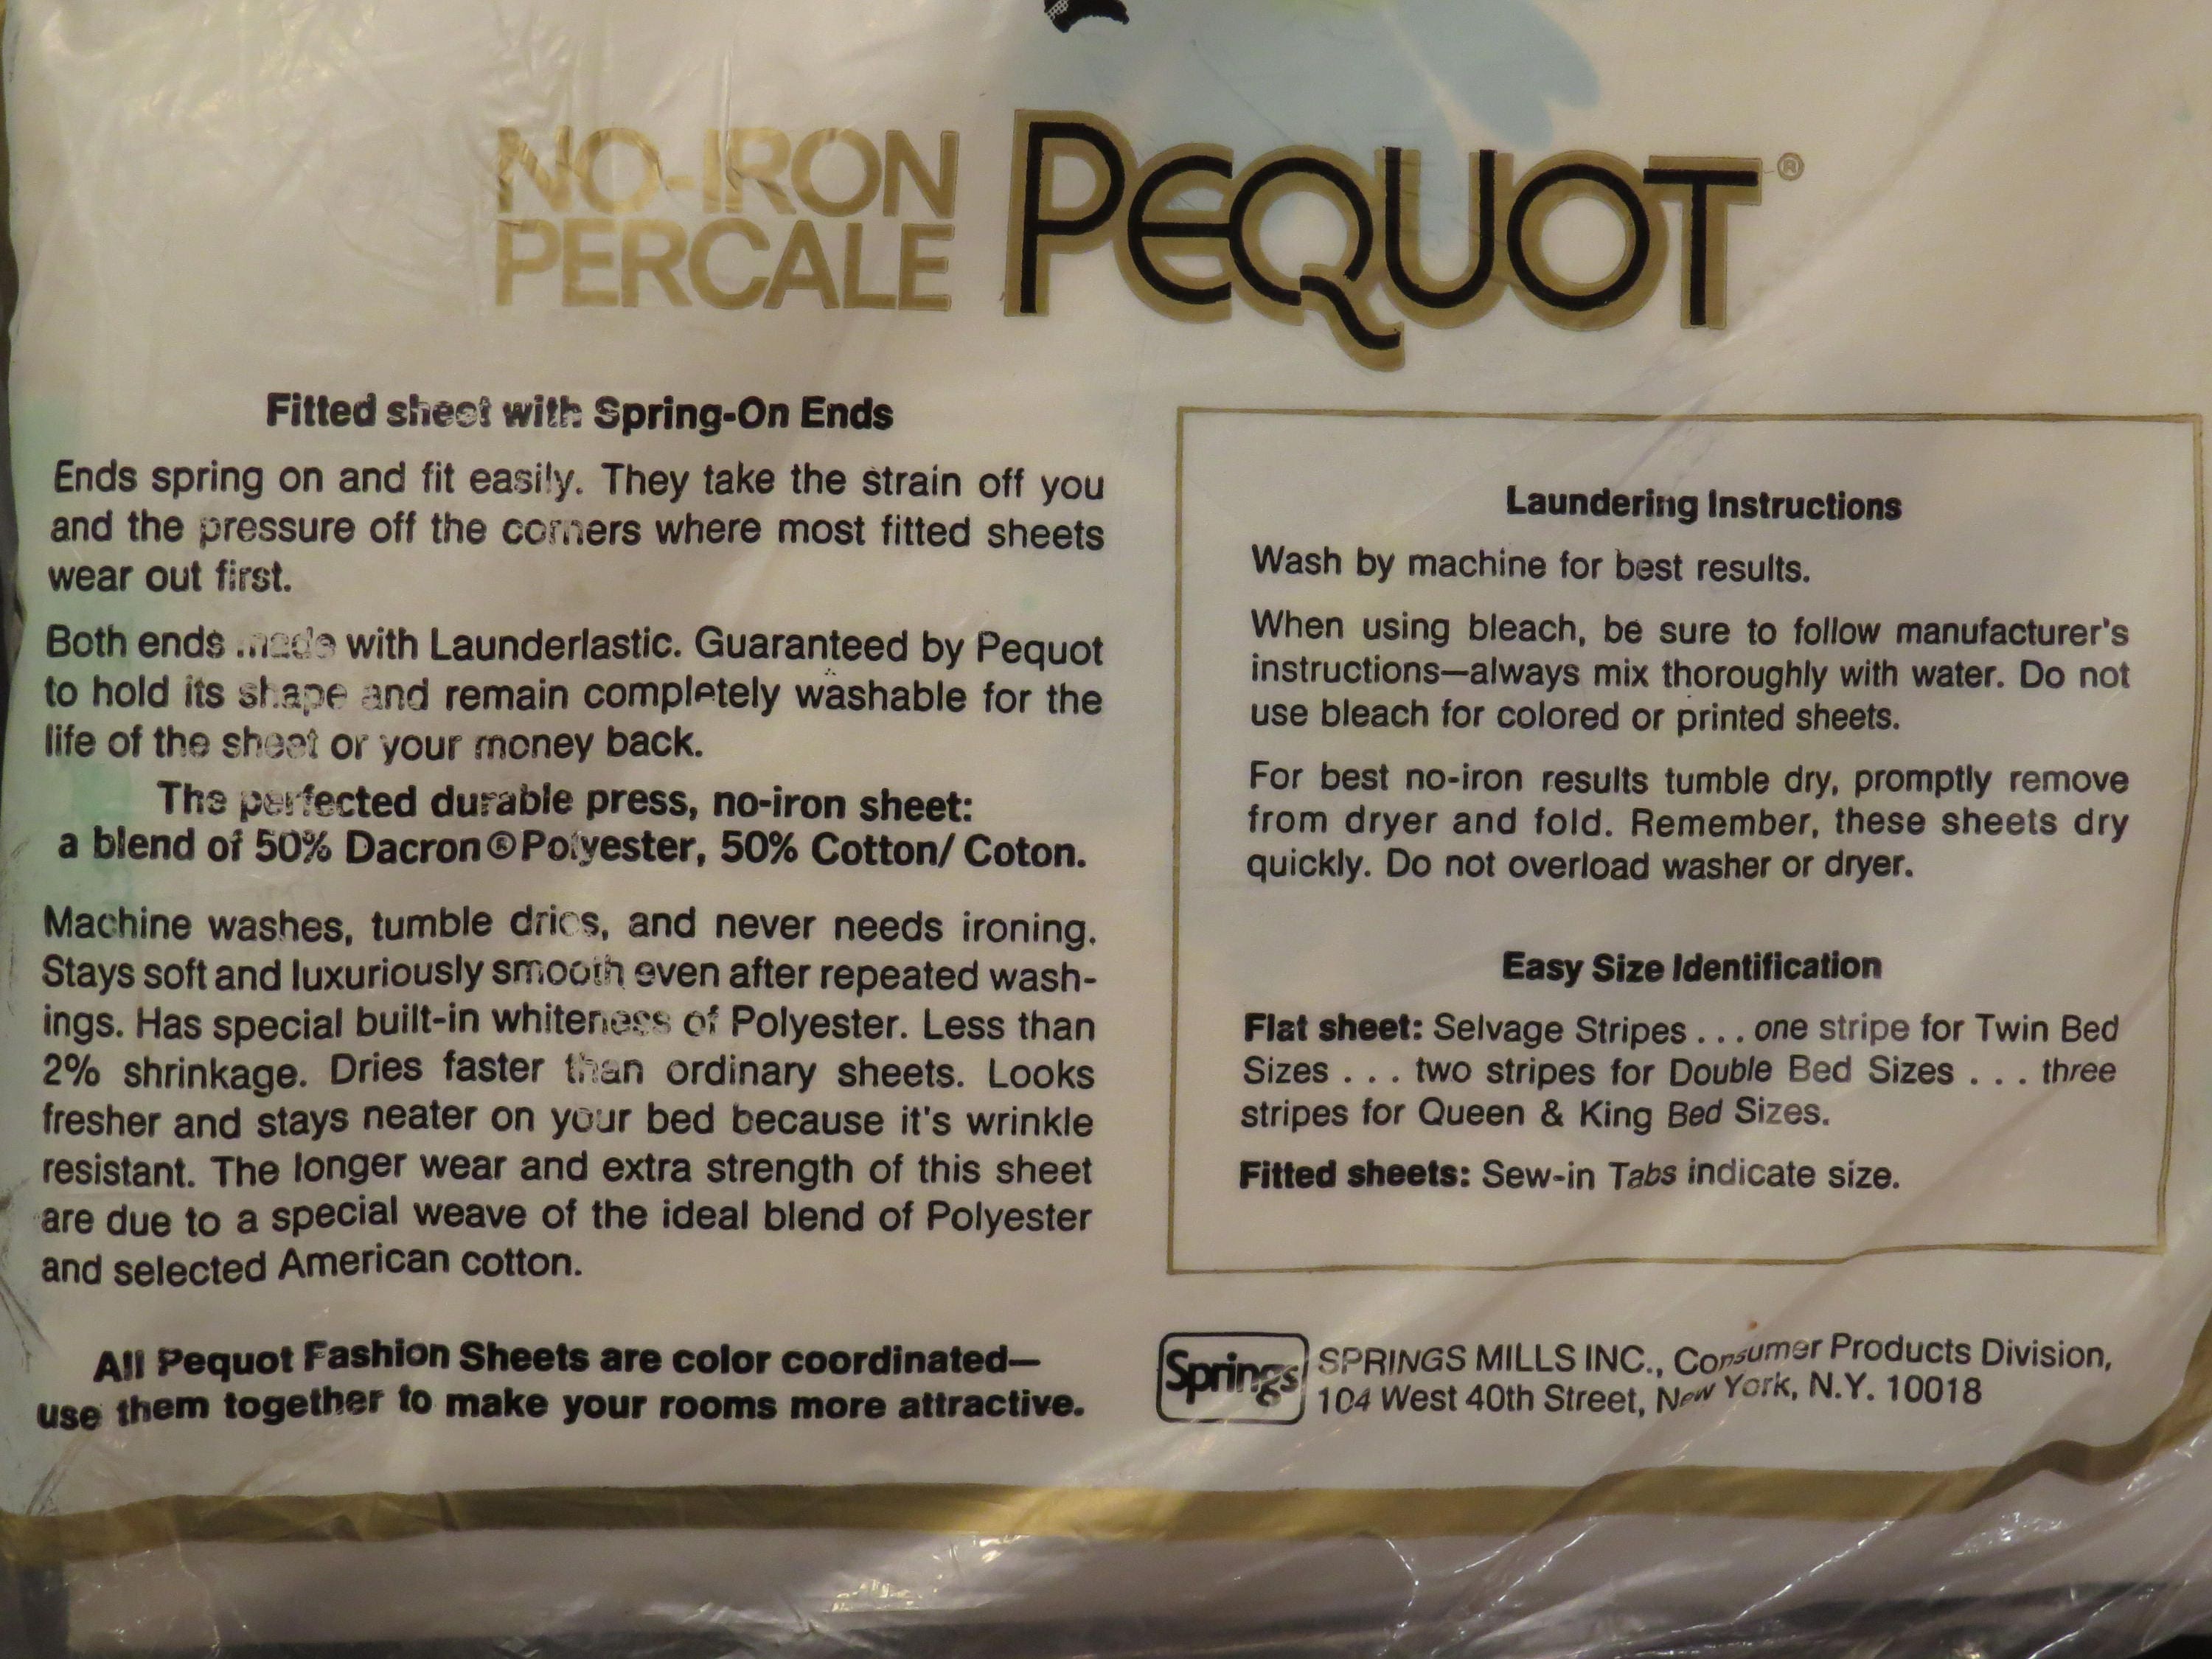 NO-IRON
PERCALE
PEQUOT®
Fitted sheet with Spring-On Ends
Ends spring on and fit easily. They take the strain off you
and the pressure off the corners where most fitted sheets
wear out first.
Both ends made with Launderlastic. Guaranteed by Pequot
to hold its shape and remain completely washable for the
life of the sheet or your money back.
The perfected durable press, no-iron sheet:
a blend of 50% Dacron® Polyester, 50% Cotton/ Coton.
Machine washes, tumble dries, and never needs ironing.
Stays soft and luxuriously smooth even after repeated wash-
ings. Has special built-in whiteness of Polyester. Less than
2% shrinkage. Dries faster than ordinary sheets. Looks
fresher and stays neater on your bed because it's wrinkle
resistant. The longer wear and extra strength of this sheet
are due to a special weave of the ideal blend of Polyester
and selected American cotton.
All Pequot Fashion Sheets are color coordinated—
use them together to make your rooms more attractive.
Laundering Instructions
Wash by machine for best results.
When using bleach, be sure to follow manufacturer's
instructions—always mix thoroughly with water. Do not
use bleach for colored or printed sheets.
For best no-iron results tumble dry, promptly remove
from dryer and fold. Remember, these sheets dry
quickly. Do not overload washer or dryer.
Easy Size Identification
Flat sheet: Selvage Stripes . . . one stripe for Twin Bed
Sizes . . . two stripes for Double Bed Sizes . . . three
stripes for Queen & King Bed Sizes.
Fitted sheets: Sew-in Tabs indicate size.
Springs
SPRINGS MILLS INC., Consumer Products Division,
104 West 40th Street, New York, N.Y. 10018